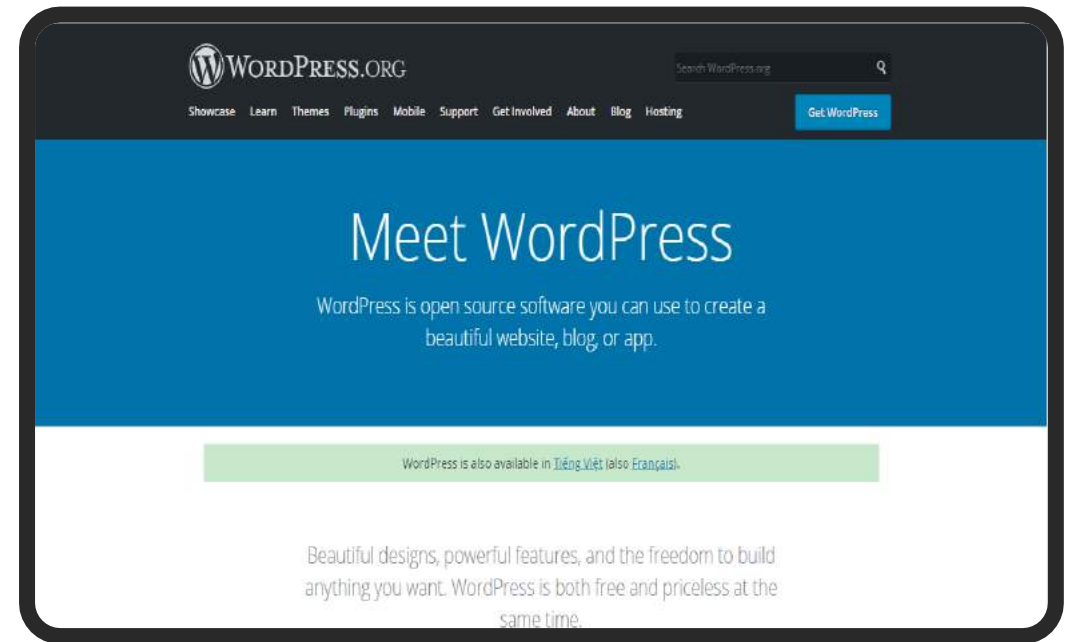 WORDPRESS.ORG
Search WordPress.org
Showcase Learn Themes Plugins Mobile Support Get Involved About Blog Hosting
Get WordPress
Meet WordPress
WordPress is open source software you can use to create a
beautiful website, blog, or app.
WordPress is also available in Tiếng Việt (also Français).
Beautiful designs, powerful features, and the freedom to build
anything you want. WordPress is both free and priceless at the
same time.